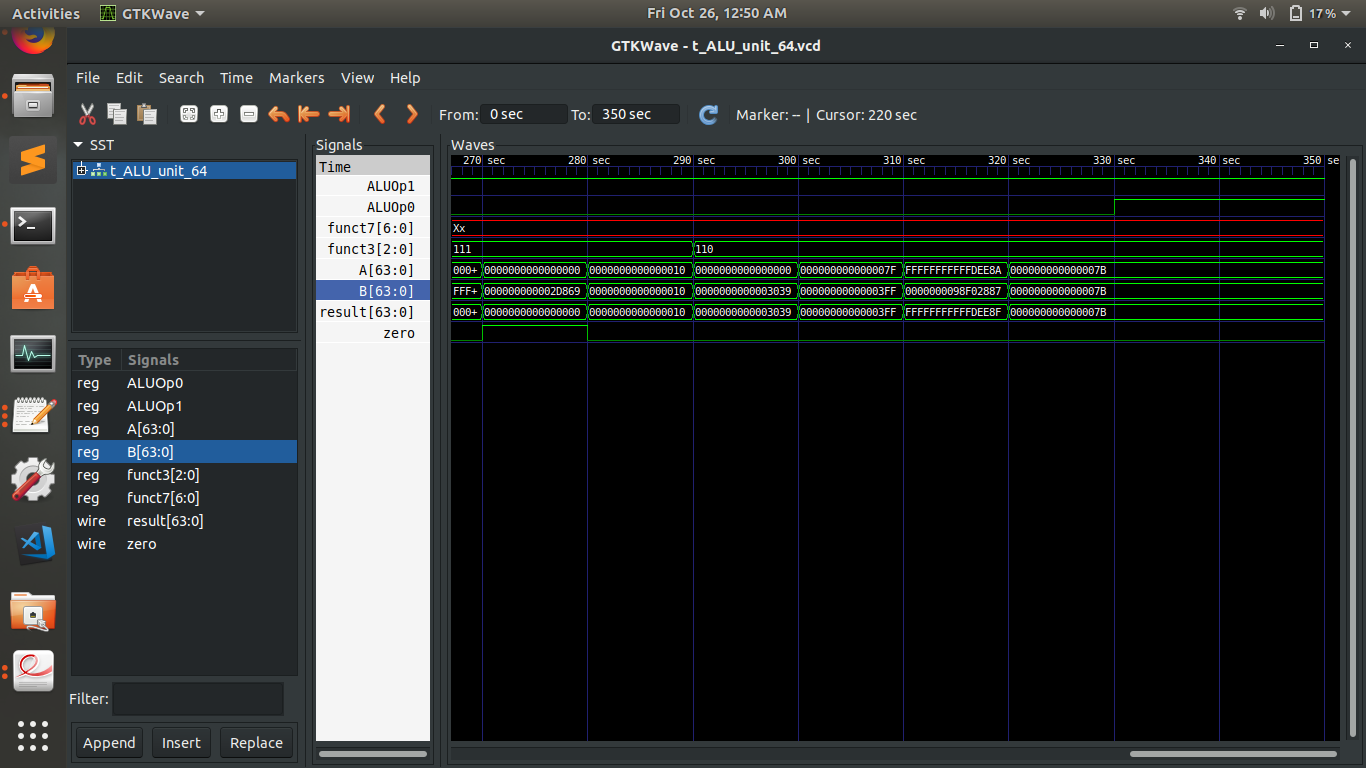 Activities GTKWave Fri Oct 26, 12:50 AM 17%
GTKWave - t_ALU_unit_64.vcd
File Edit Search Time Markers View Help
From: 0 sec To: 350 sec Marker: -- | Cursor: 220 sec
SST
t_ALU_unit_64
Type Signals
reg ALUOp0
reg ALUOp1
reg A[63:0]
reg B[63:0]
reg funct3[2:0]
reg funct7[6:0]
wire result[63:0]
wire zero
Filter:
Append Insert Replace
Signals
Time
ALUOp1
ALUOp0
funct7[6:0]
funct3[2:0]
A[63:0]
B[63:0]
result[63:0]
zero
Waves
270 sec 280 sec 290 sec 300 sec 310 sec 320 sec 330 sec 340 sec 350 se
Xx
111 110
000+ 0000000000000000 0000000000000010 0000000000000000 000000000000007F FFFFFFFFFFFDEE8A 000000000000007B
FFF+ 000000000002D869 0000000000000010 0000000000003039 00000000000003FF 0000000098F02887 000000000000007B
000+ 0000000000000000 0000000000000010 0000000000003039 00000000000003FF FFFFFFFFFFFDEE8F 000000000000007B